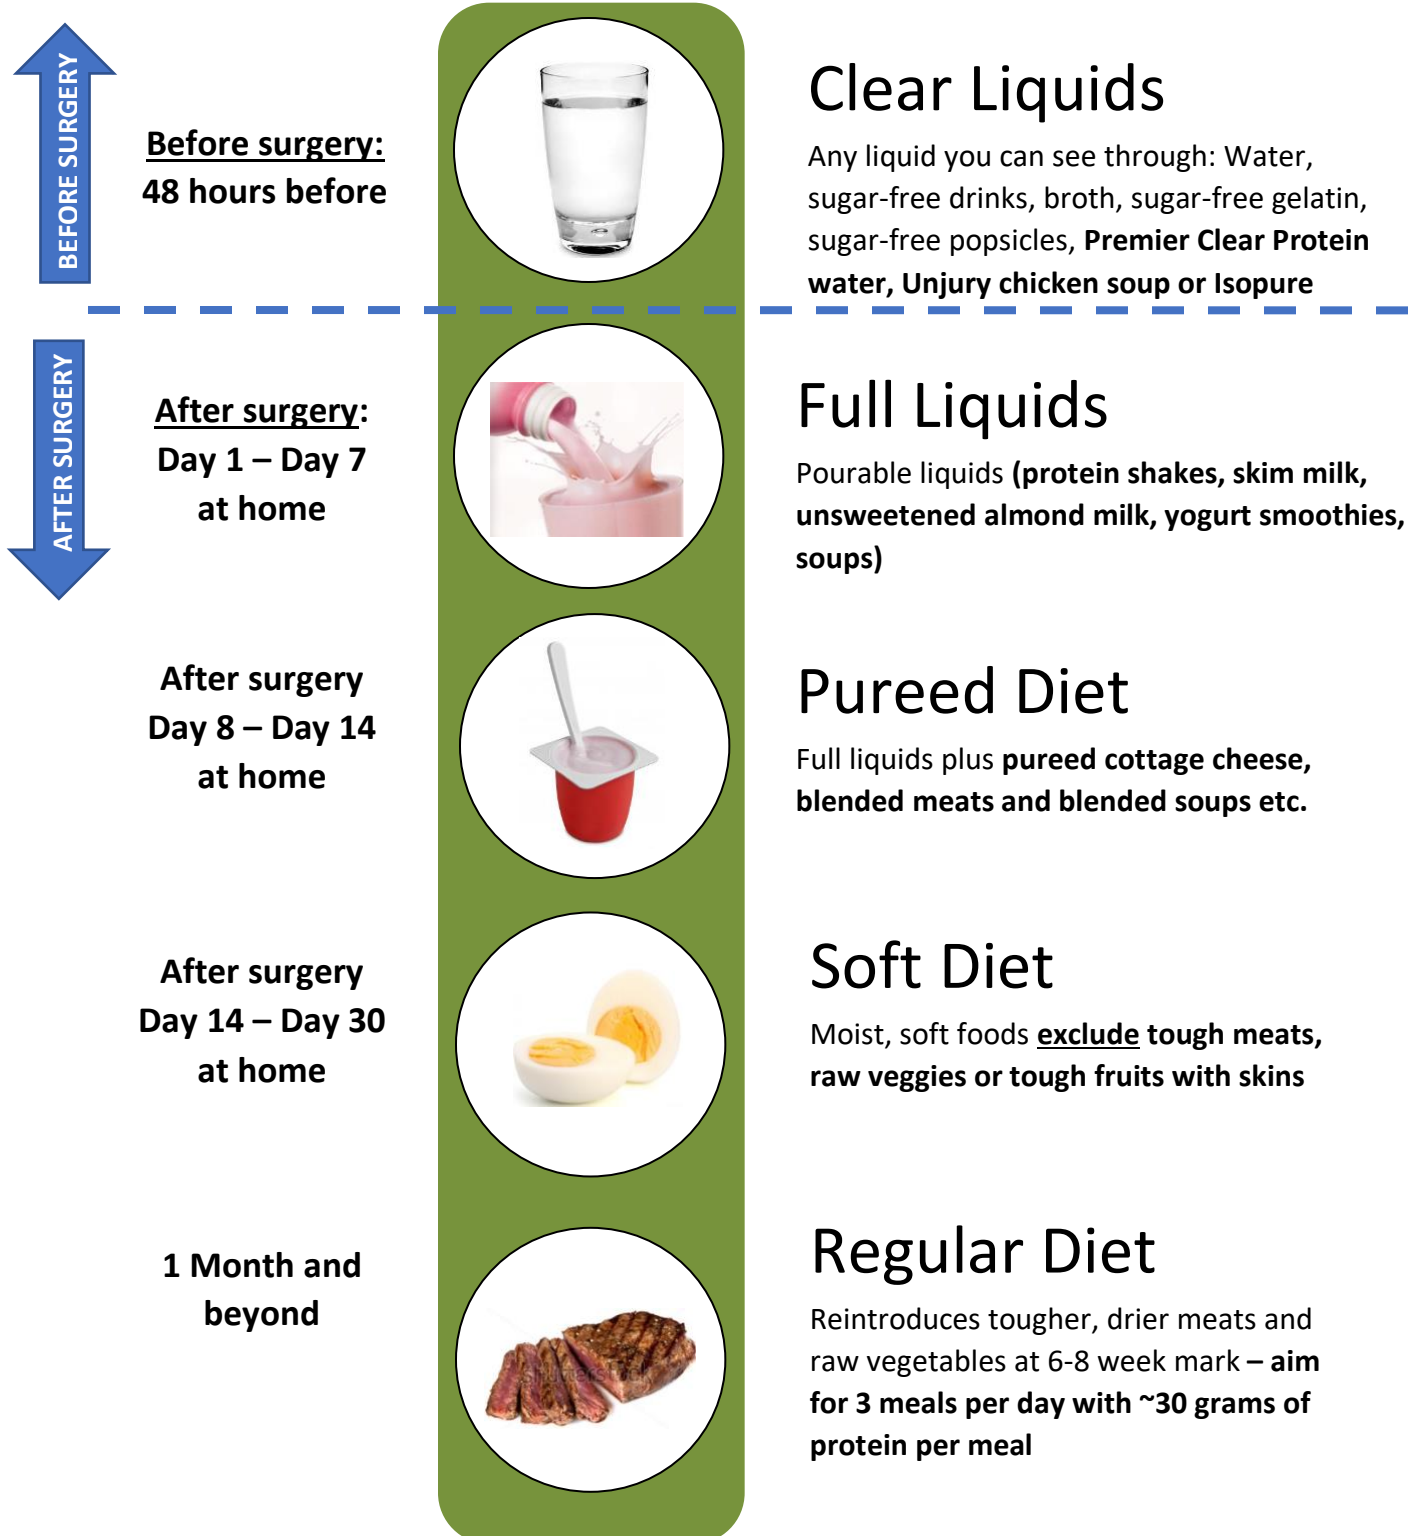 BEFORE SURGERY
Before surgery:
48 hours before
Clear Liquids
Any liquid you can see through: Water,
sugar-free drinks, broth, sugar-free gelatin,
sugar-free popsicles, Premier Clear Protein
water, Unjury chicken soup or Isopure
AFTER SURGERY
After surgery:
Day 1 – Day 7
at home
Full Liquids
Pourable liquids (protein shakes, skim milk,
unsweetened almond milk, yogurt smoothies,
soups)
After surgery
Day 8 – Day 14
at home
Pureed Diet
Full liquids plus pureed cottage cheese,
blended meats and blended soups etc.
After surgery
Day 14 – Day 30
at home
Soft Diet
Moist, soft foods exclude tough meats,
raw veggies or tough fruits with skins
1 Month and
beyond
Regular Diet
Reintroduces tougher, drier meats and
raw vegetables at 6-8 week mark – aim
for 3 meals per day with ~30 grams of
protein per meal
shutterstock